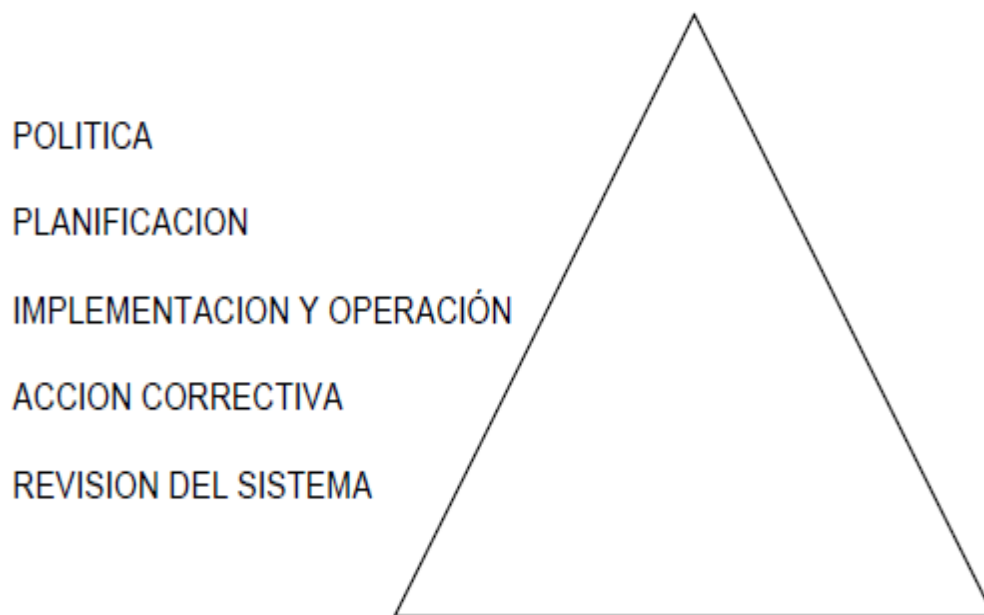 POLITICA
PLANIFICACION
IMPLEMENTACION Y OPERACIÓN
ACCION CORRECTIVA
REVISION DEL SISTEMA